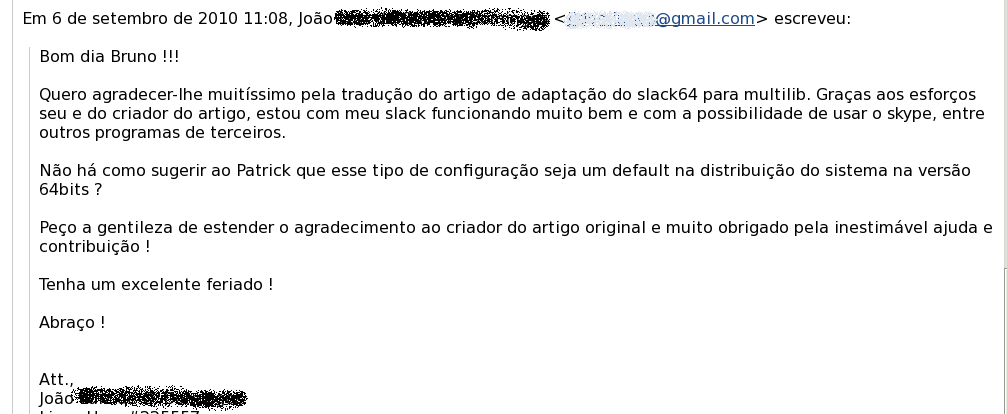 Em 6 de setembro de 2010 11:08, João < @gmail.com> escreveu:
Bom dia Bruno !!!
Quero agradecer-lhe muitíssimo pela tradução do artigo de adaptação do slack64 para multilib. Graças aos esforços
seu e do criador do artigo, estou com meu slack funcionando muito bem e com a possibilidade de usar o skype, entre
outros programas de terceiros.
Não há como sugerir ao Patrick que esse tipo de configuração seja um default na distribuição do sistema na versão
64bits ?
Peço a gentileza de estender o agradecimento ao criador do artigo original e muito obrigado pela inestimável ajuda e
contribuição !
Tenha um excelente feriado !
Abraço !
Att.,
João